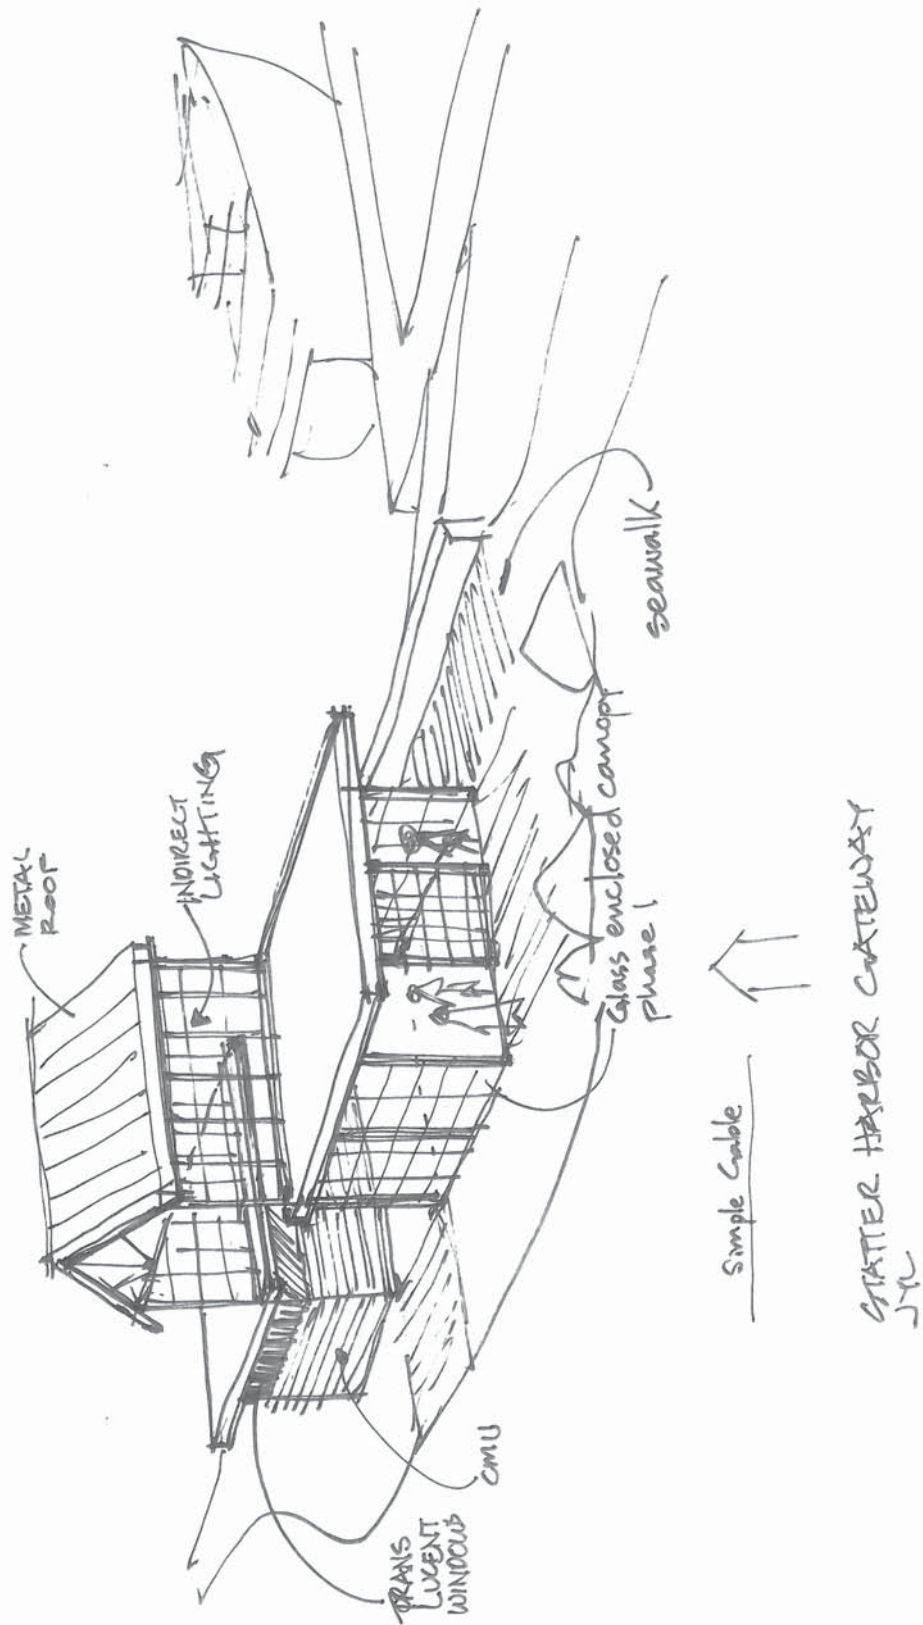 METAL
ROOF
INDIRECT
LIGHTING
TRANS
LUCENT
WINDOWS
CMU
Glass enclosed canopy
phase 1
seawalk
Simple Gable
STATTER HARBOR GATEWAY
JYL